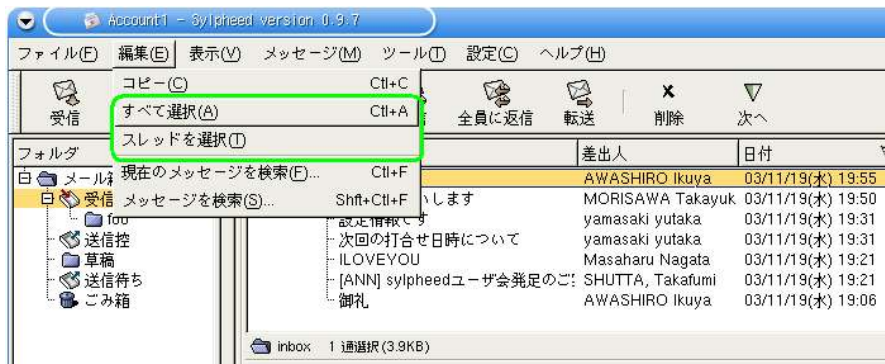 Account1 - Sylpheed version 0.9.7
ファイル(F) 編集(E) 表示(V) メッセージ(M) ツール(T) 設定(C) ヘルプ(H)
コピー(C) Ctl+C
すべて選択(A) Ctl+A
スレッドを選択(T)
現在のメッセージを検索(F)... Ctl+F
メッセージを検索(S)... Shft+Ctl+F
受信 全員に返信 転送 削除 次へ
フォルダ 差出人 日付
メール箱 AWASHIRO Ikuya 03/11/19(水) 19:55
受信 いします MORISAWA Takayuk 03/11/19(水) 19:50
foo 設定情報です yamasaki yutaka 03/11/19(水) 19:31
送信控 次回の打合せ日時について yamasaki yutaka 03/11/19(水) 19:31
草稿 ILOVEYOU Masaharu Nagata 03/11/19(水) 19:21
送信待ち [ANN] sylpheedユーザ会発足のご SHUTTA, Takafumi 03/11/19(水) 19:21
ごみ箱 御礼 AWASHIRO Ikuya 03/11/19(水) 19:06
inbox 1 通選択(3.9KB)